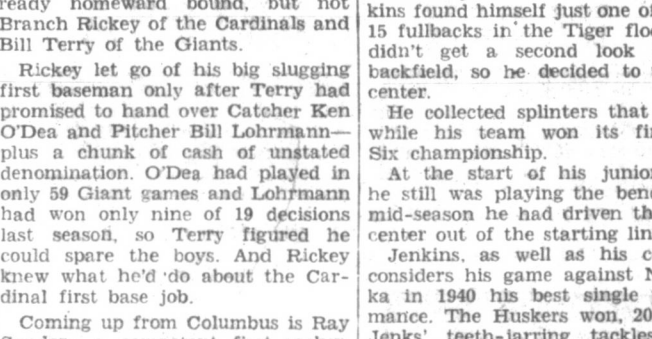 ready homeward bound, but not
Branch Rickey of the Cardinals and
Bill Terry of the Giants.
Rickey let go of his big slugging
first baseman only after Terry had
promised to hand over Catcher Ken
O'Dea and Pitcher Bill Lohrmann—
plus a chunk of cash of unstated
denomination. O'Dea had played in
only 59 Giant games and Lohrmann
had won only nine of 19 decisions
last season, so Terry figured he
could spare the boys. And Rickey
knew what he'd do about the Car-
dinal first base job.
Coming up from Columbus is Ray
kins found himself just one of
15 fullbacks in the Tiger
didn't get a second look
backfield, so he decided to
center.
He collected splinters that
while his team won its
Six championship.
At the start of his
he still was playing the
mid-season he had driven
center out of the starting
Jenkins, as well as his
considers his game against
ka in 1940 his best single
mance. The Huskers won, 20
Jenks' teeth-jarring tackles